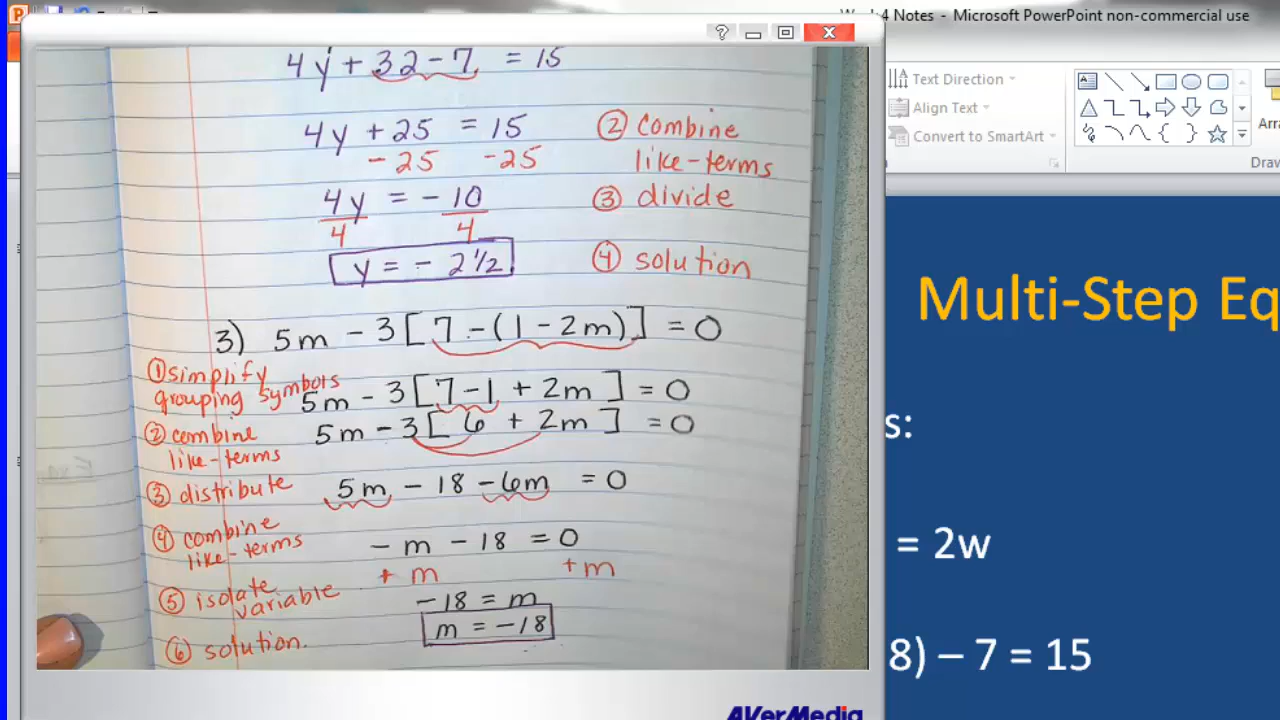 4 Notes - Microsoft PowerPoint non-commercial use
Text Direction
Align Text
Convert to SmartArt
Multi-Step Eq
s:
= 2w
8) – 7 = 15
4y + 32 - 7 = 15
4y + 25 = 15
- 25 -25
② combine
like-terms
4y = - 10
4 4
③ divide
y = - 2 1/2
④ solution
3) 5m - 3[7 - (1 - 2m)] = 0
① simplify
grouping symbols
5m - 3[7 - 1 + 2m] = 0
② combine
like-terms
5m - 3[6 + 2m] = 0
③ distribute
5m - 18 - 6m = 0
④ combine
like-terms
- m - 18 = 0
+ m + m
⑤ isolate
variable
-18 = m
m = -18
⑥ solution.
AVerMedia